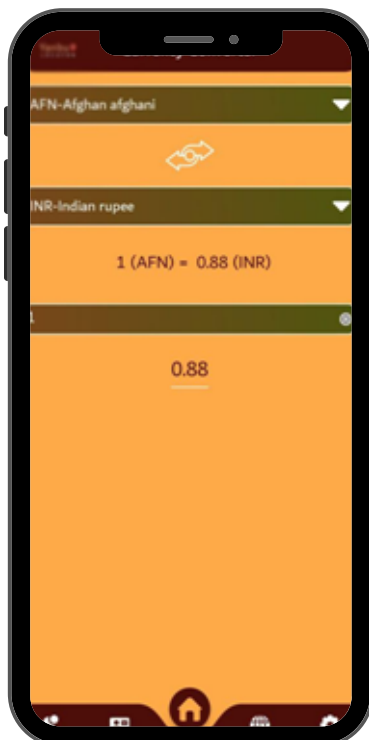 AFN-Afghan afghani
INR-Indian rupee
1 (AFN) = 0.88 (INR)
1
0.88